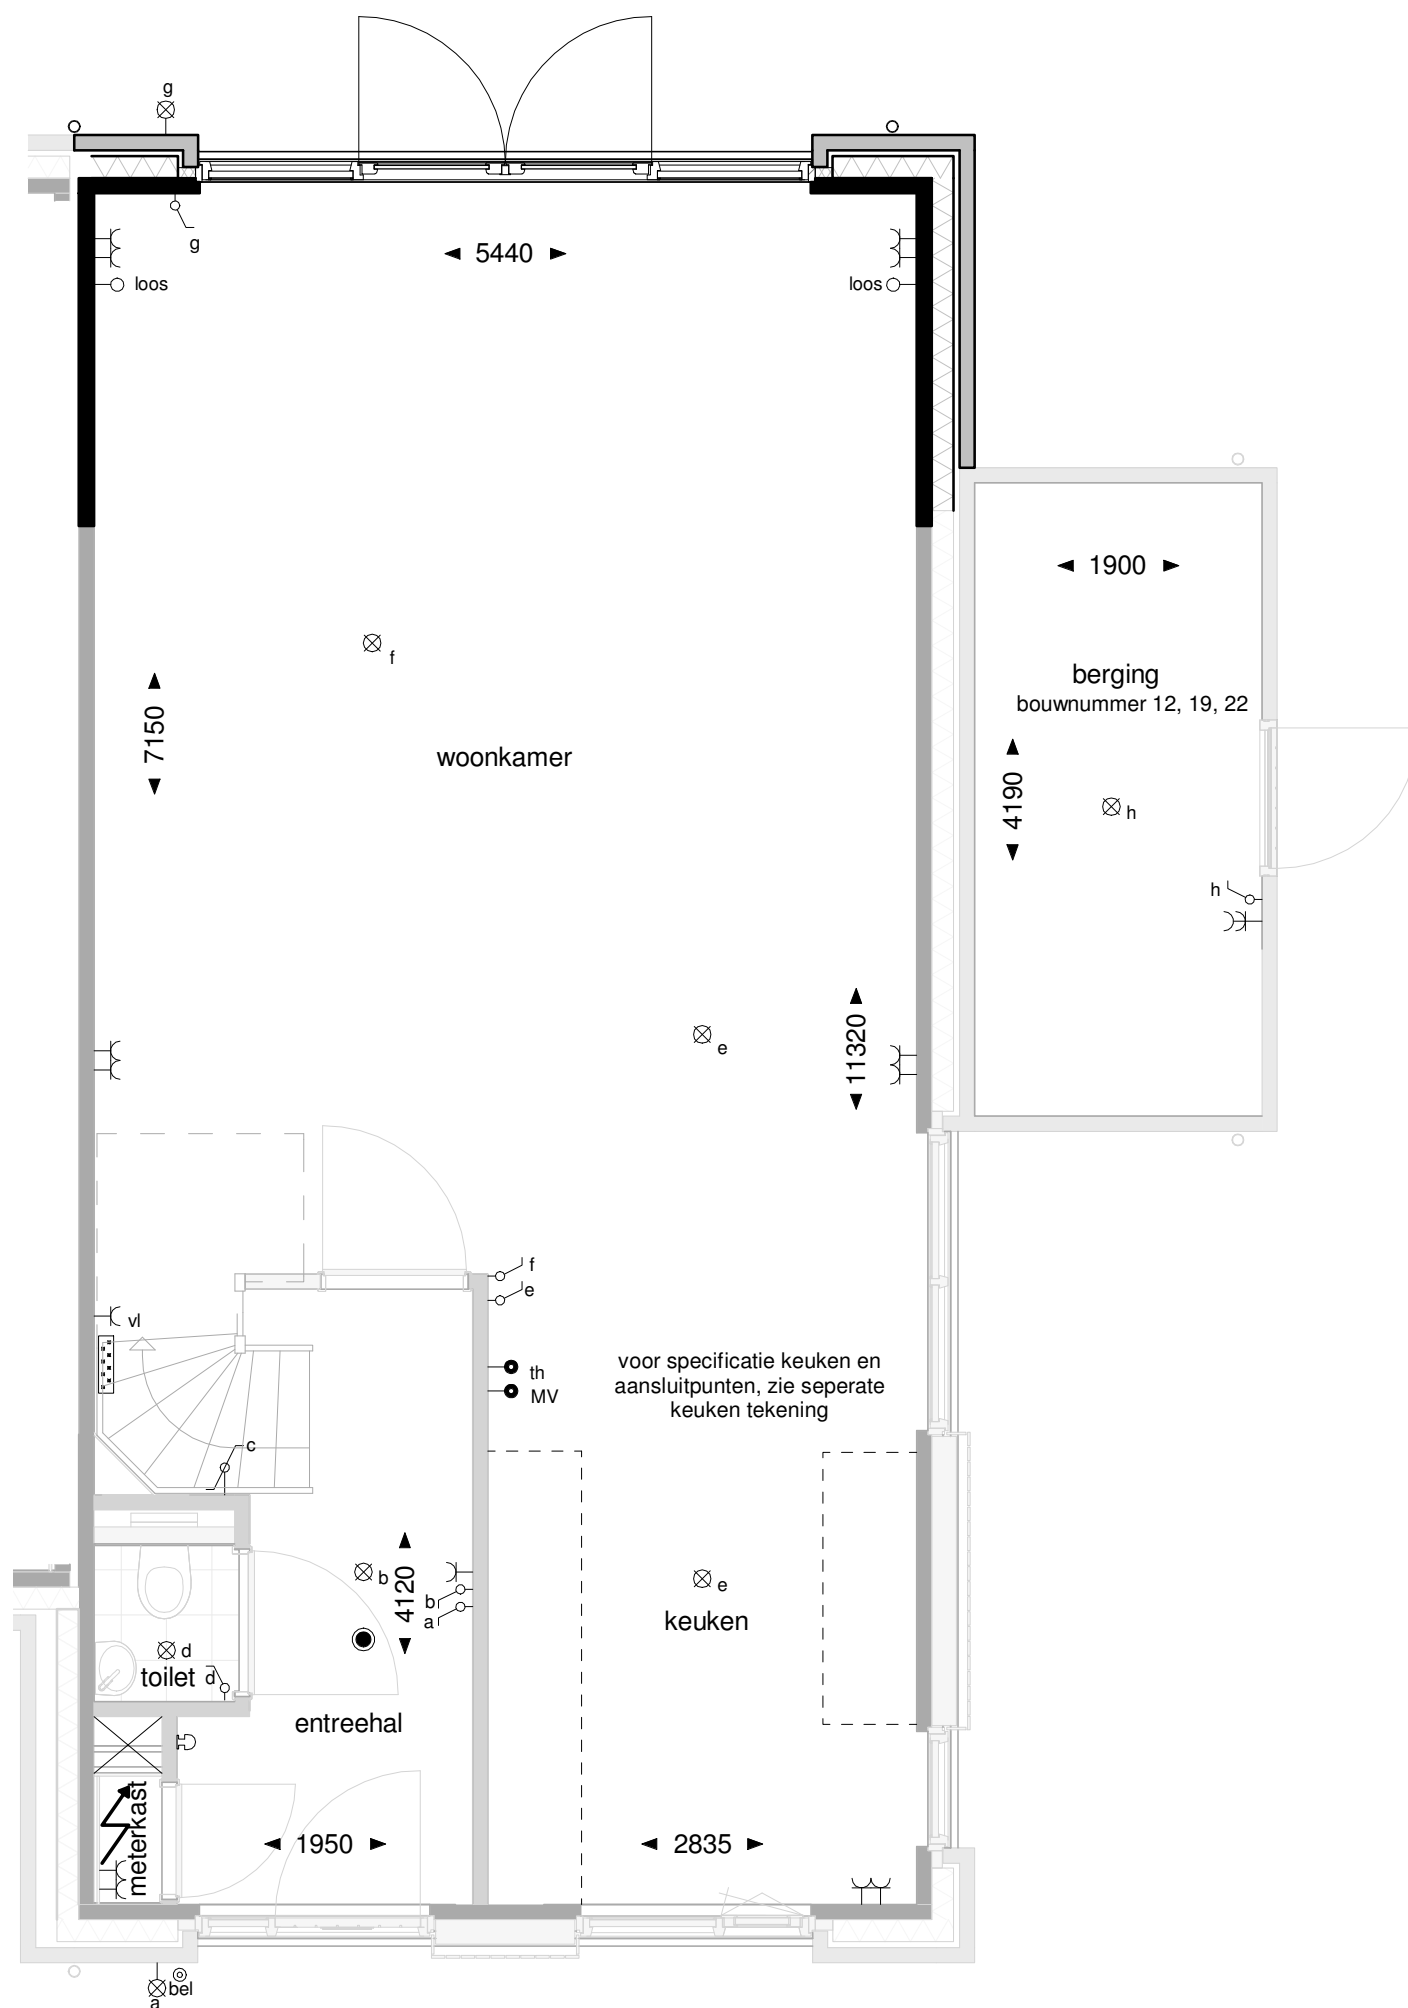 g
g
5440
loos
loos
1900
f
berging
bouwnummer 12, 19, 22
7150
woonkamer
4190
h
h
11320
e
f
e
vl
voor specificatie keuken en
aansluitpunten, zie seperate
keuken tekening
th
MV
c
b
4120
b
a
e
keuken
d
toilet
d
entreehal
meterkast
1950
2835
bel
a